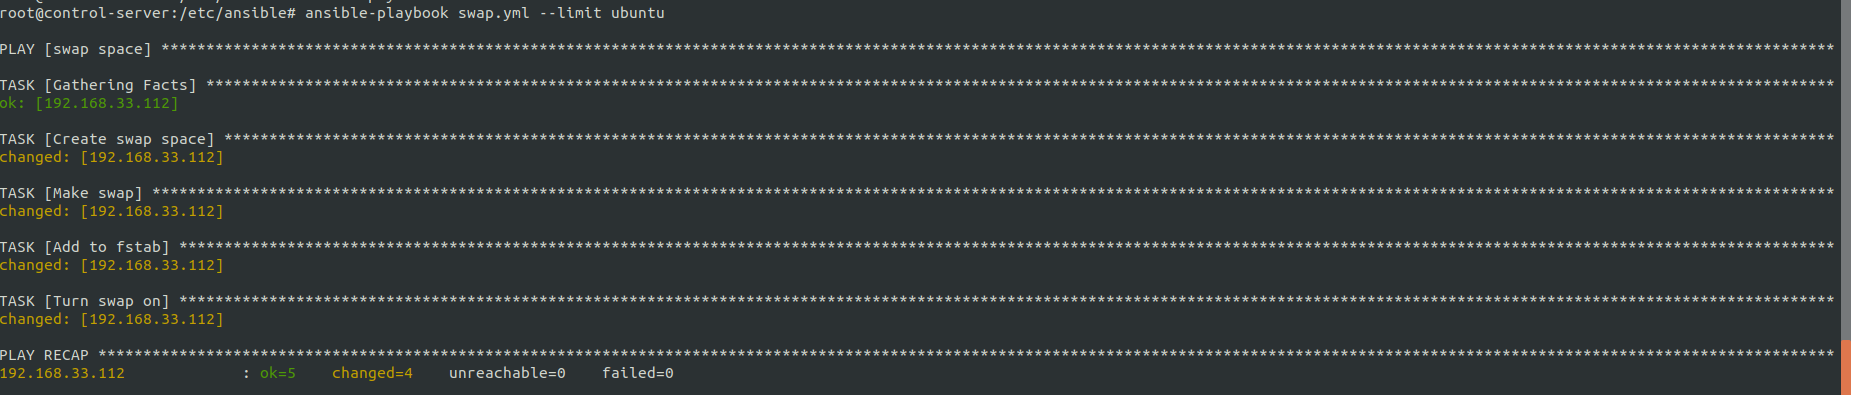 root@control-server:/etc/ansible# ansible-playbook swap.yml --limit ubuntu
PLAY [swap space] ******************************************************************************************************************************************************************************************
TASK [Gathering Facts] *************************************************************************************************************************************************************************************
ok: [192.168.33.112]
TASK [Create swap space] ***********************************************************************************************************************************************************************************
changed: [192.168.33.112]
TASK [Make swap] *******************************************************************************************************************************************************************************************
changed: [192.168.33.112]
TASK [Add to fstab] ****************************************************************************************************************************************************************************************
changed: [192.168.33.112]
TASK [Turn swap on] ****************************************************************************************************************************************************************************************
changed: [192.168.33.112]
PLAY RECAP *************************************************************************************************************************************************************************************************
192.168.33.112             : ok=5    changed=4    unreachable=0    failed=0